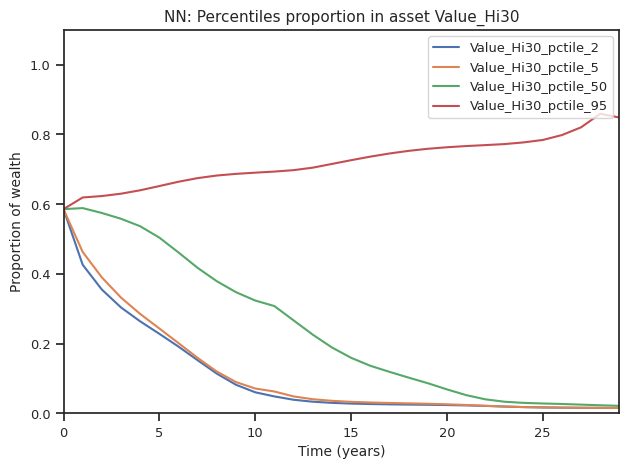 NN: Percentiles proportion in asset Value_Hi30
Value_Hi30_pctile_2
Value_Hi30_pctile_5
Value_Hi30_pctile_50
Value_Hi30_pctile_95
Proportion of wealth
1.0
0.8
0.6
0.4
0.2
0.0
0 5 10 15 20 25
Time (years)